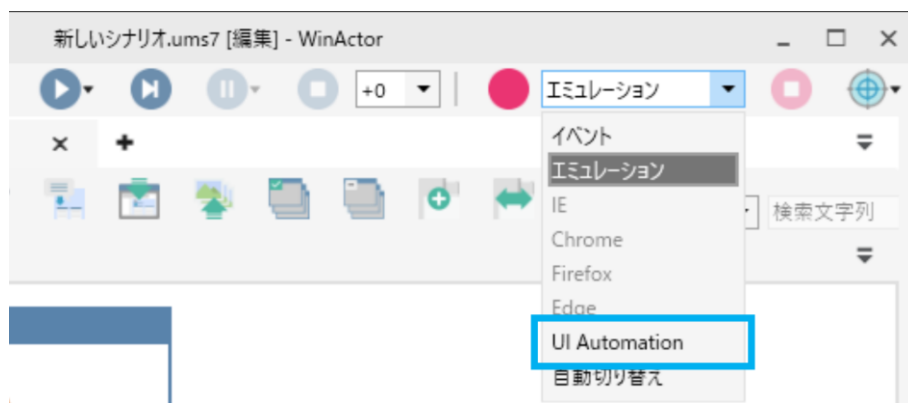 新しいシナリオ.ums7 [編集] - WinActor
+0
エミュレーション
イベント
エミュレーション
IE
検索文字列
Chrome
Firefox
Edge
UI Automation
自動切り替え